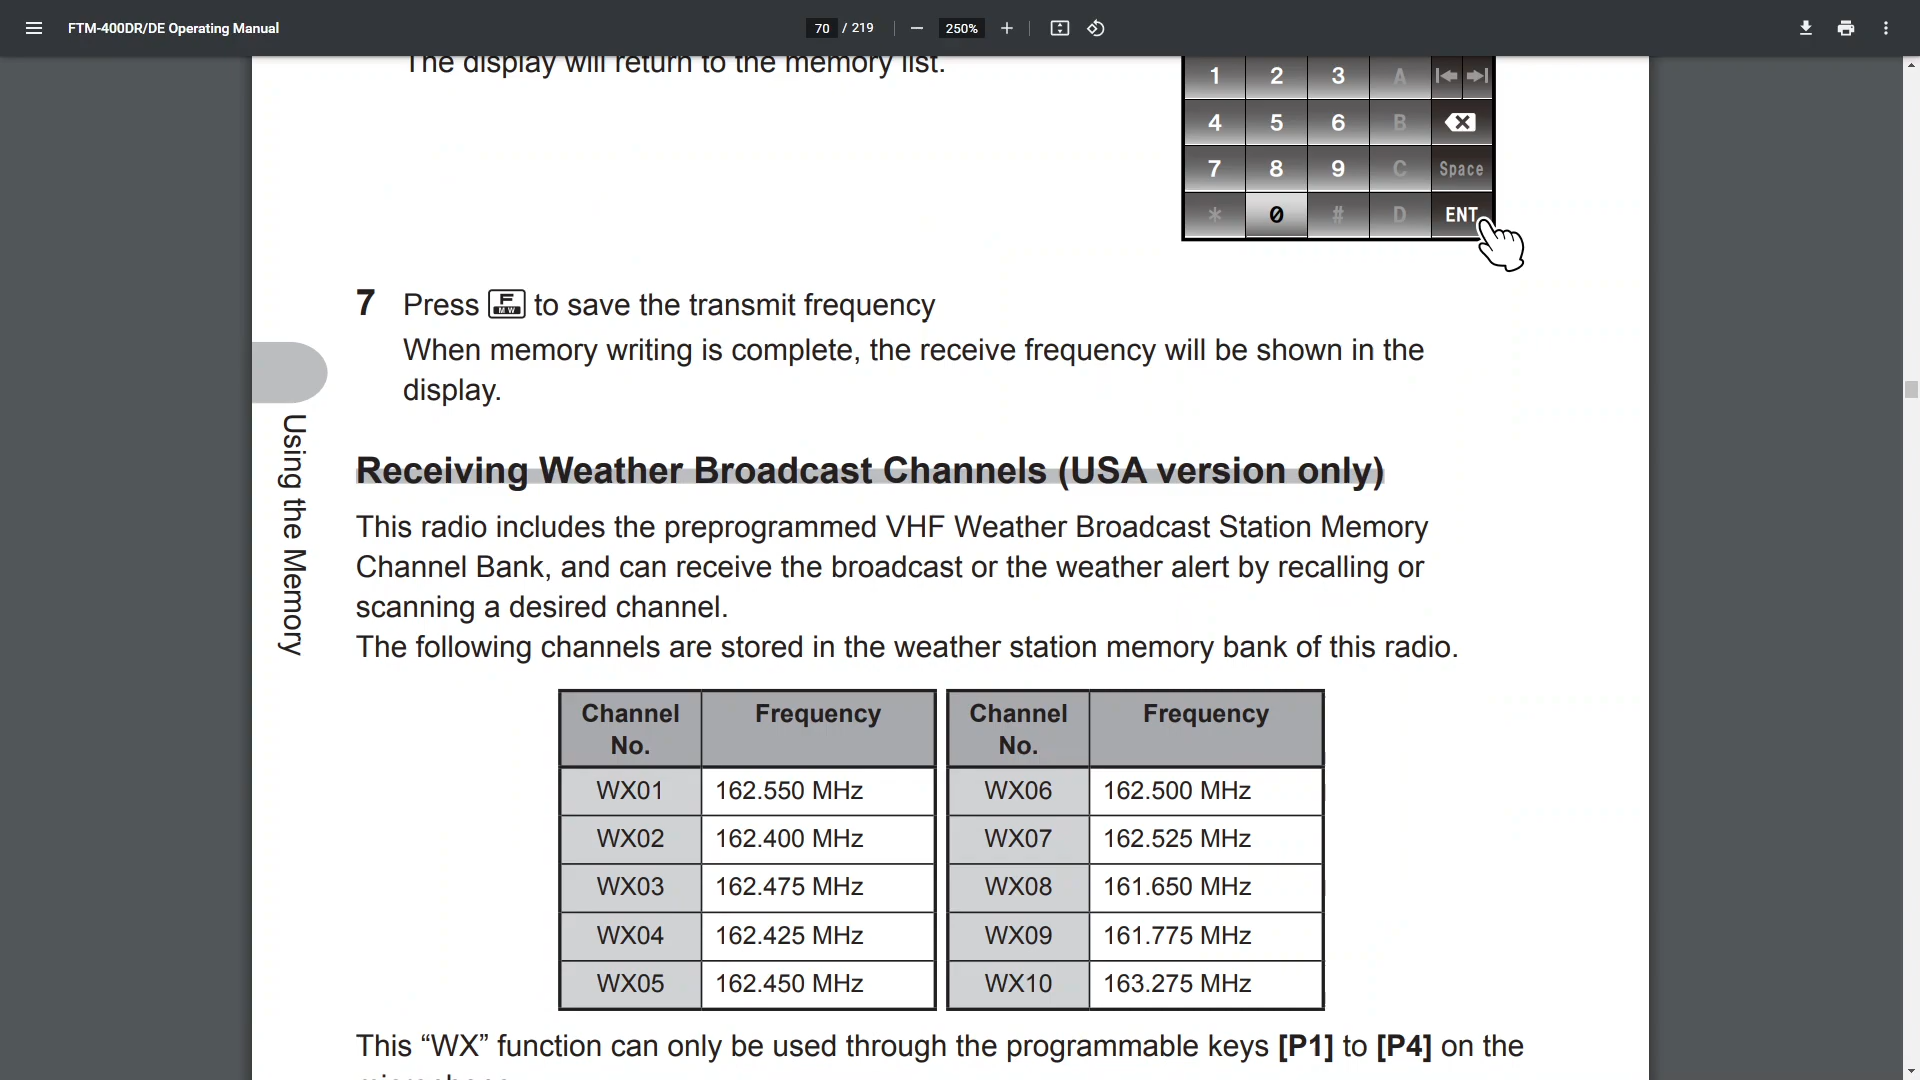 FTM-400DR/DE Operating Manual
70 / 219
250%
The display will return to the memory list.
1 2 3 A
4 5 6 B
7 8 9 C Space
* 0 # D ENT
7 Press F MW to save the transmit frequency
When memory writing is complete, the receive frequency will be shown in the
display.
Using the Memory
Receiving Weather Broadcast Channels (USA version only)
This radio includes the preprogrammed VHF Weather Broadcast Station Memory
Channel Bank, and can receive the broadcast or the weather alert by recalling or
scanning a desired channel.
The following channels are stored in the weather station memory bank of this radio.
Channel Frequency Channel Frequency
No. No.
WX01 162.550 MHz WX06 162.500 MHz
WX02 162.400 MHz WX07 162.525 MHz
WX03 162.475 MHz WX08 161.650 MHz
WX04 162.425 MHz WX09 161.775 MHz
WX05 162.450 MHz WX10 163.275 MHz
This “WX” function can only be used through the programmable keys [P1] to [P4] on the